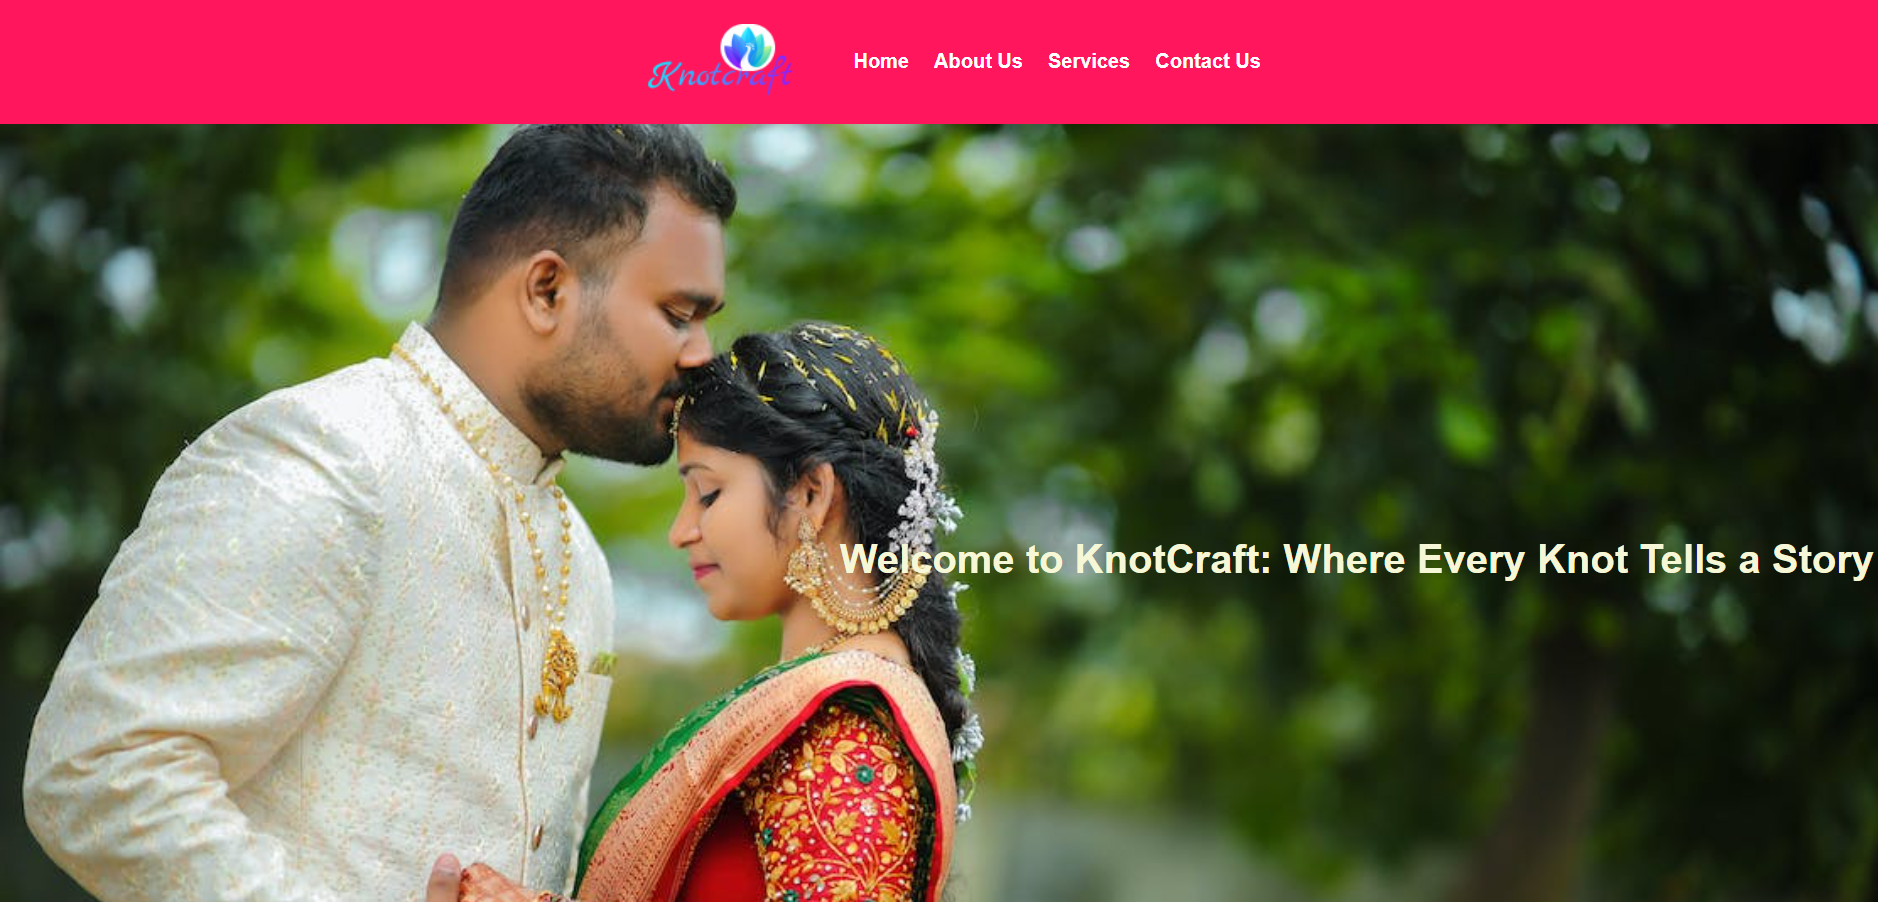 Knotcraft
Home About Us Services Contact Us
Welcome to KnotCraft: Where Every Knot Tells a Story